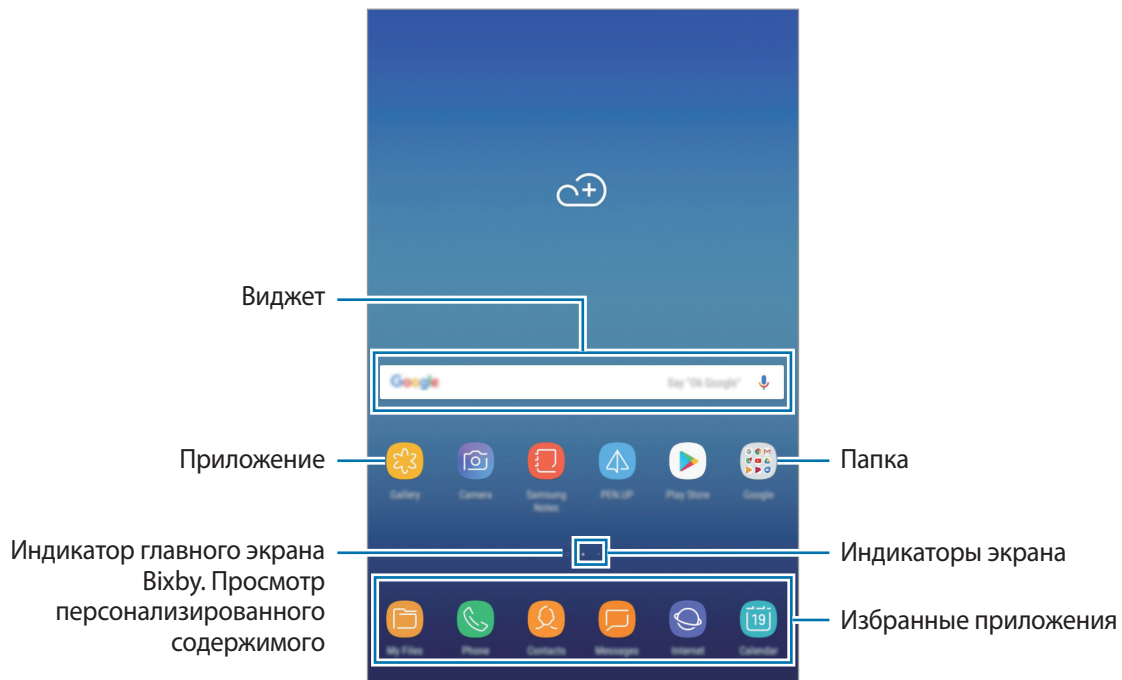 Виджет
Google
Say "Ok Google"
Приложение
Папка
Gallery
Camera
Samsung
Notes
PEN.UP
Play Store
Google
Индикатор главного экрана
Bixby. Просмотр
персонализированного
содержимого
Индикаторы экрана
Избранные приложения
19
My Files
Phone
Contacts
Messages
Internet
Calendar